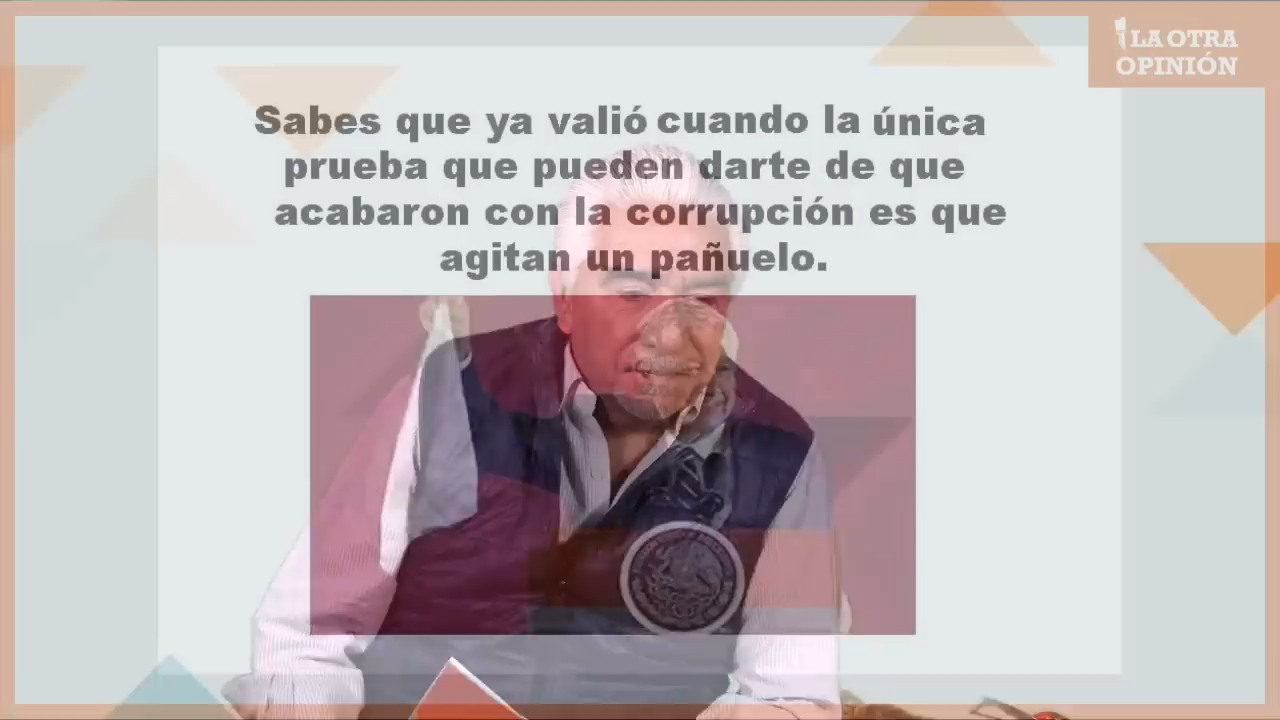 LA OTRA
OPINIÓN
Sabes que ya valió cuando la única
prueba que pueden darte de que
acabaron con la corrupción es que
agitan un pañuelo.